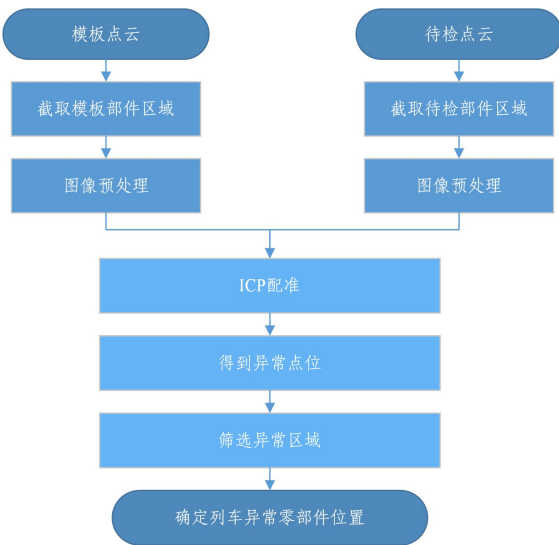 模板点云
待检点云
截取模板部件区域
截取待检部件区域
图像预处理
图像预处理
ICP配准
得到异常点位
筛选异常区域
确定列车异常零部件位置